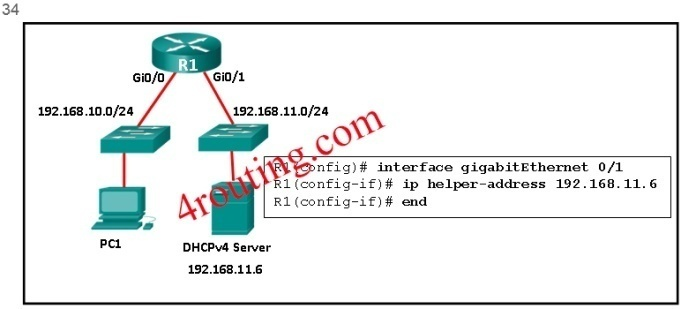 34
R1
Gi0/0
Gi0/1
192.168.10.0/24
192.168.11.0/24
R1(config)# interface gigabitEthernet 0/1
R1(config-if)# ip helper-address 192.168.11.6
R1(config-if)# end
PC1
DHCPv4 Server
192.168.11.6
4routing.com